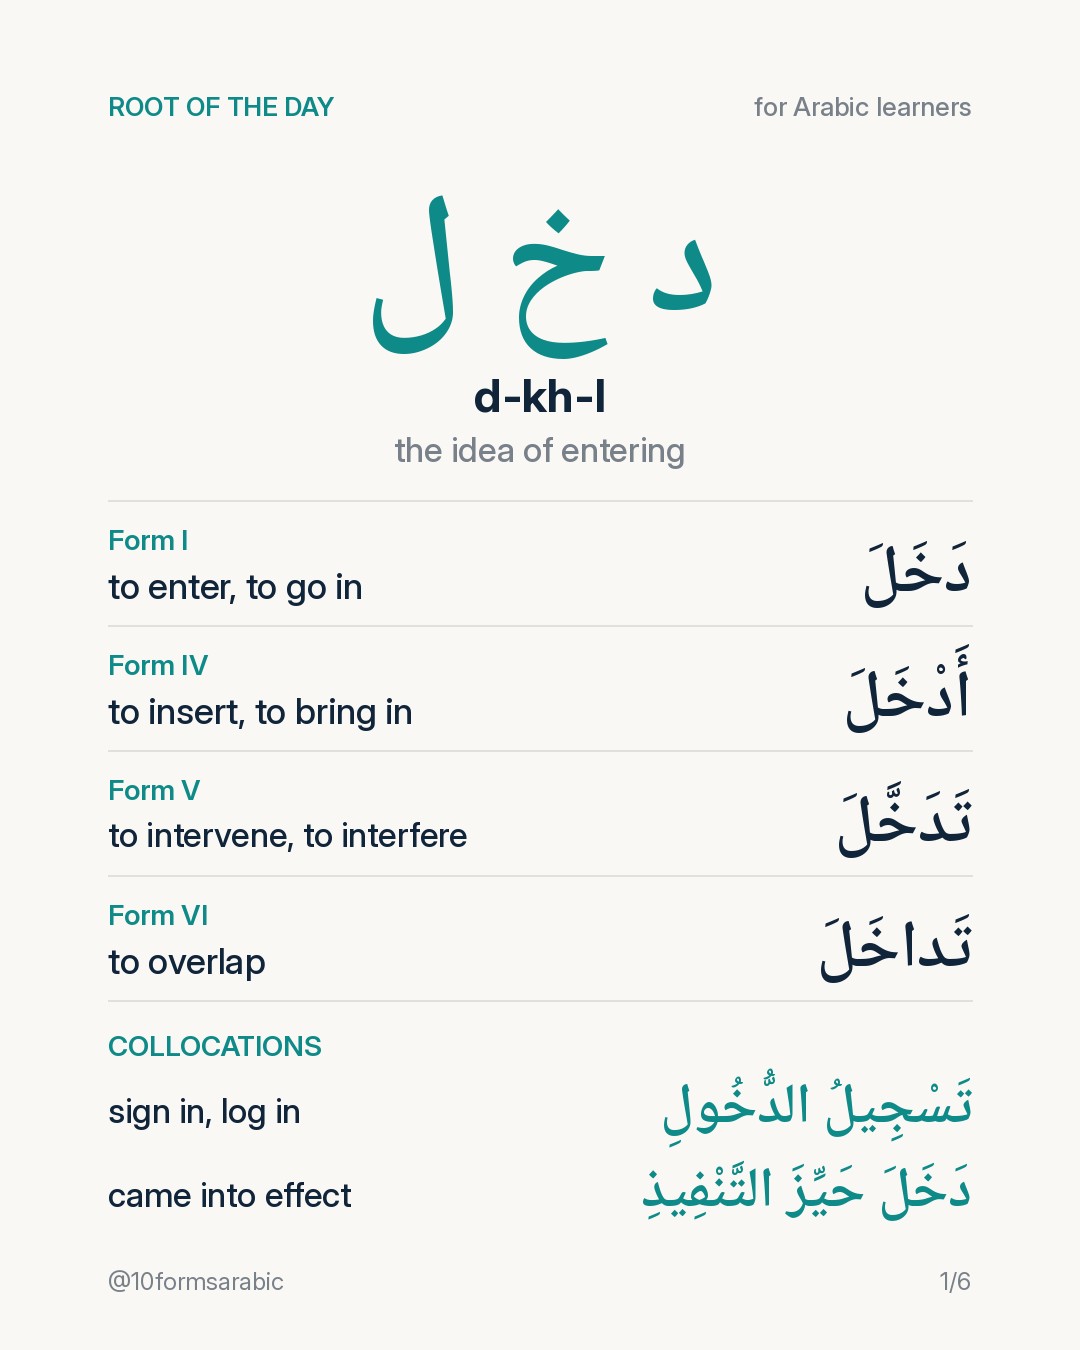 ROOT OF THE DAY
for Arabic learners
د خ ل
d-kh-l
the idea of entering
Form I
to enter, to go in
دَخَلَ
Form IV
to insert, to bring in
أَدْخَلَ
Form V
to intervene, to interfere
تَدَخَّلَ
Form VI
to overlap
تَداخَلَ
COLLOCATIONS
sign in, log in
تَسْجِيلُ الدُّخُولِ
came into effect
دَخَلَ حَيِّزَ التَّنْفِيذِ
@10formsarabic
1/6